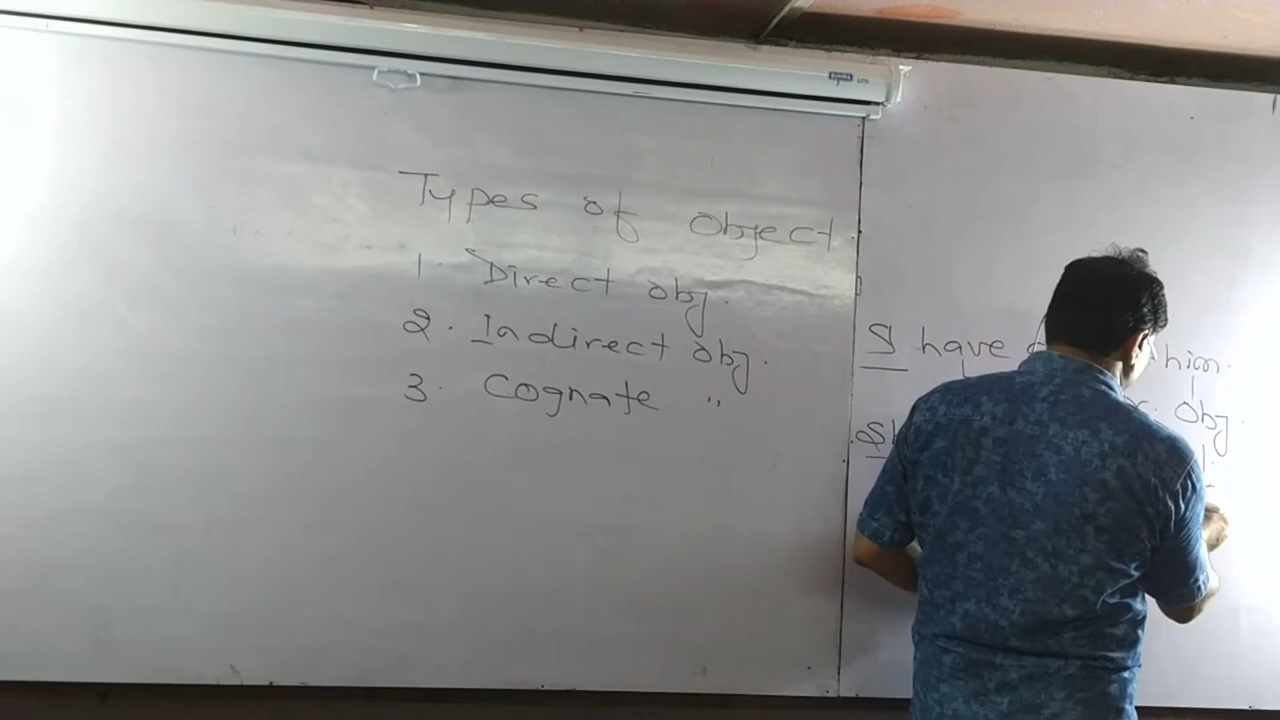 Types of Object
1. Direct obj.
2. Indirect obj.
3. Cognate "
I have him.
obj.